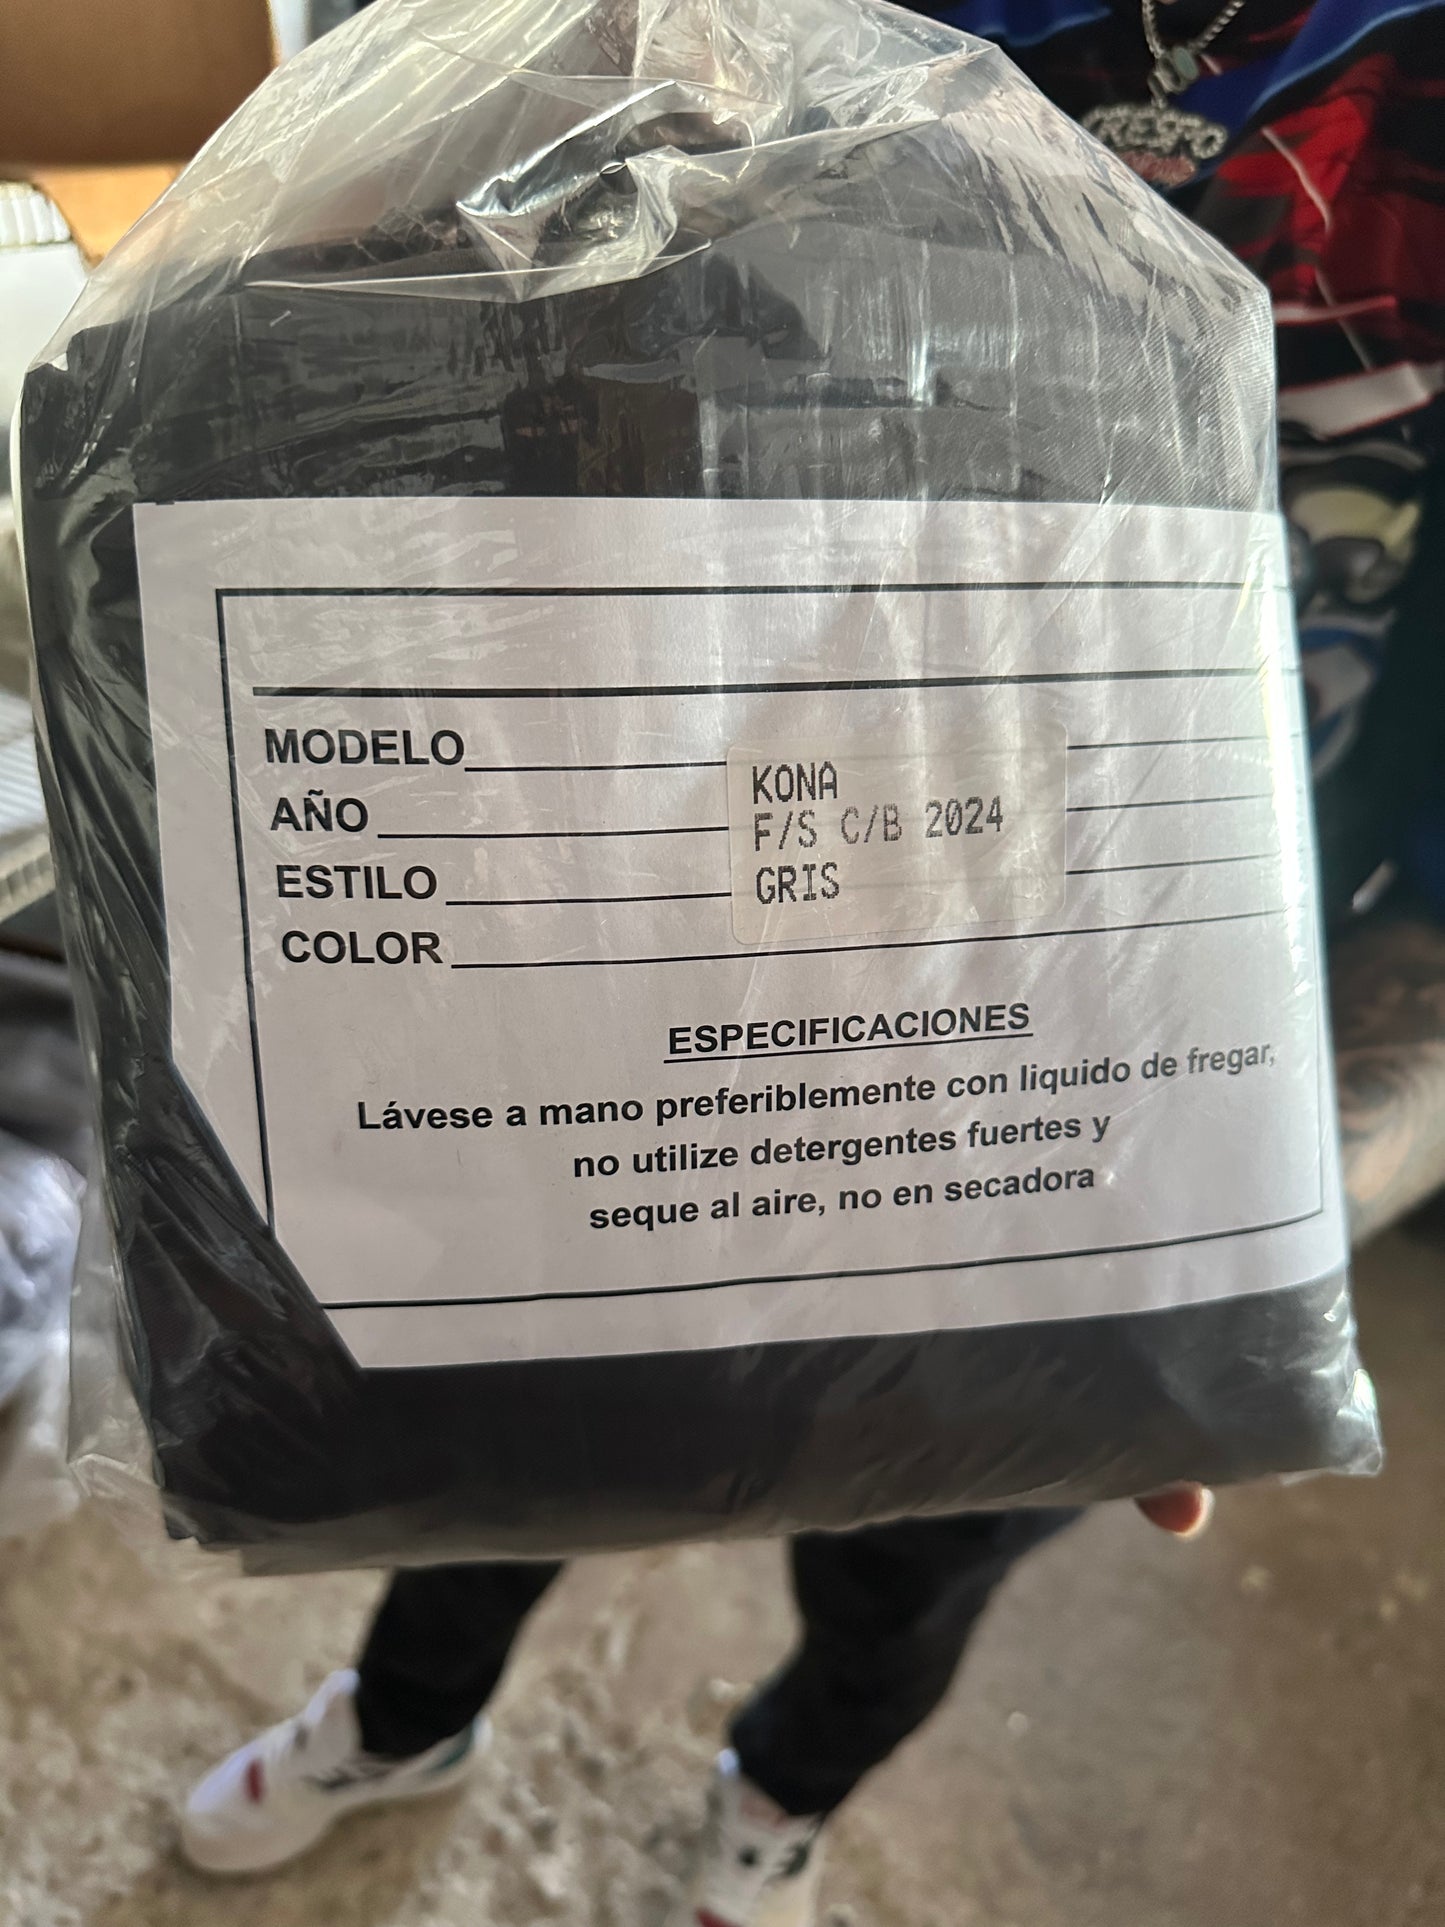 MODELO
AÑO
ESTILO
COLOR
KONA
F/S C/B 2024
GRIS
ESPECIFICACIONES
Lávese a mano preferiblemente con liquido de fregar,
no utilize detergentes fuertes y
seque al aire, no en secadora